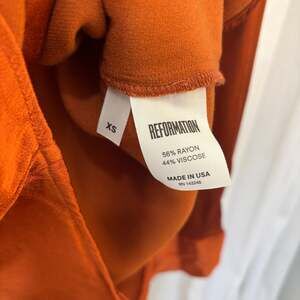 XS
REFORMATION
56% RAYON
44% VISCOSE
MADE IN USA